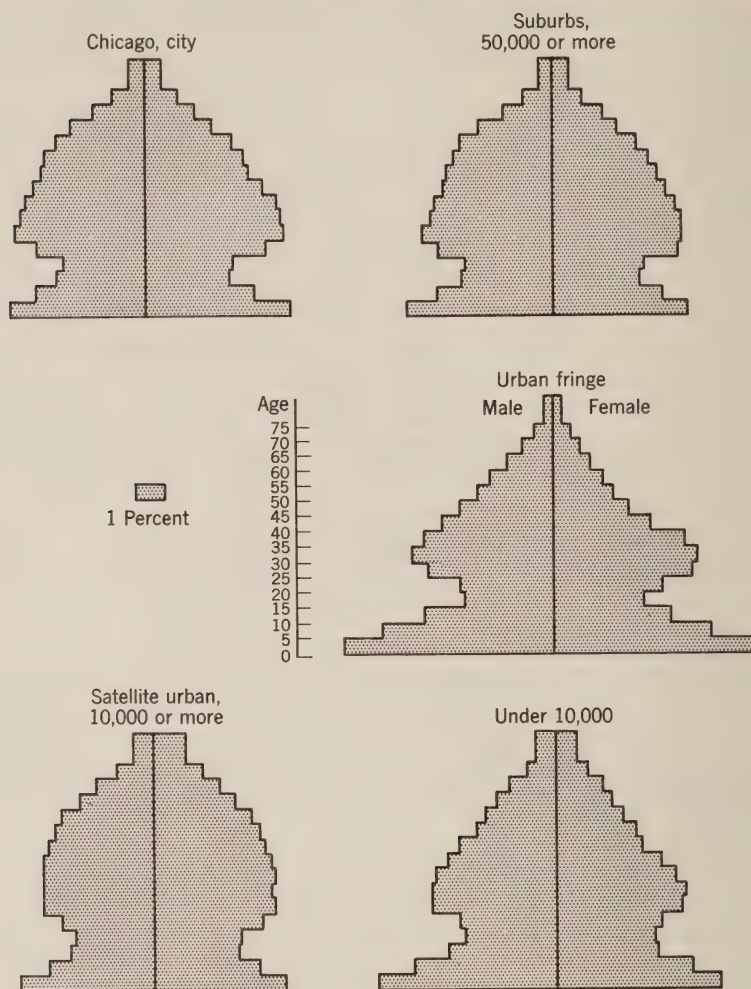 Chicago, city
Suburbs,
50,000 or more
Urban fringe
Male Female
Age
75
70
65
60
55
50
45
40
35
30
25
20
15
10
5
0
1 Percent
Satellite urban,
10,000 or more
Under 10,000